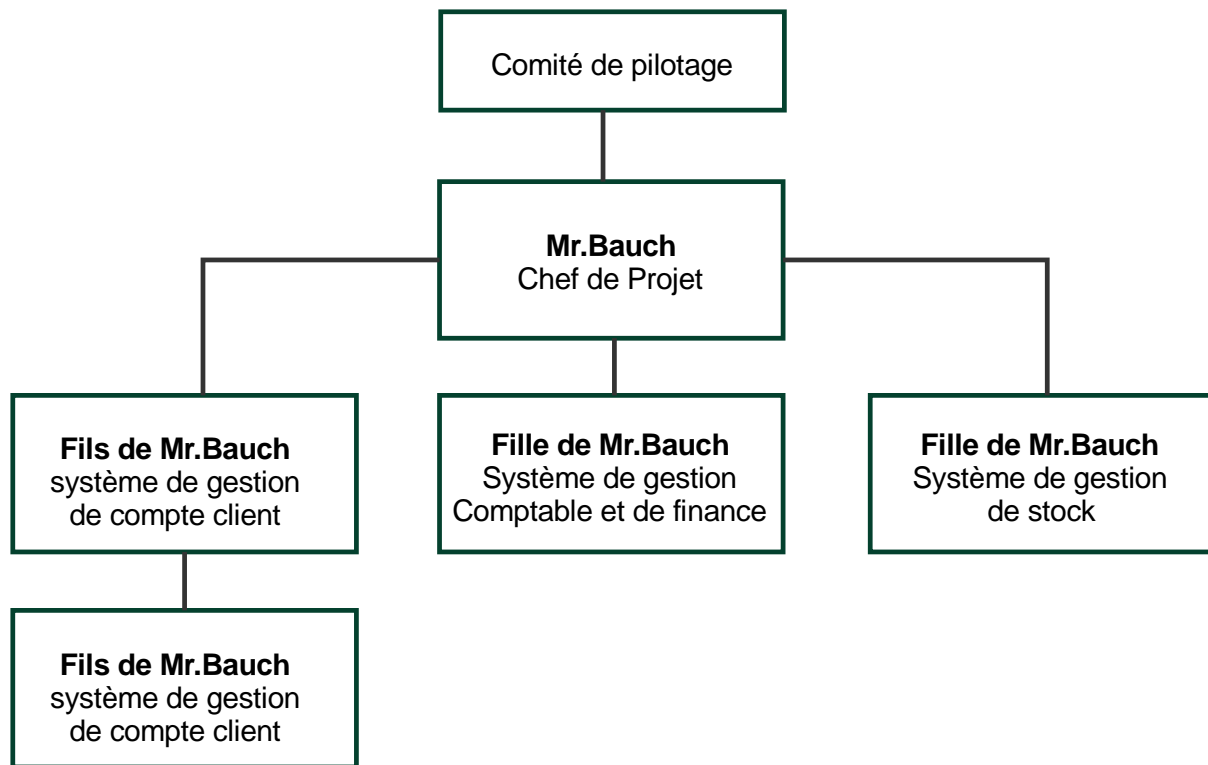 Comité de pilotage
Mr.Bauch
Chef de Projet
Fils de Mr.Bauch
système de gestion
de compte client
Fille de Mr.Bauch
Système de gestion
Comptable et de finance
Fille de Mr.Bauch
Système de gestion
de stock
Fils de Mr.Bauch
système de gestion
de compte client